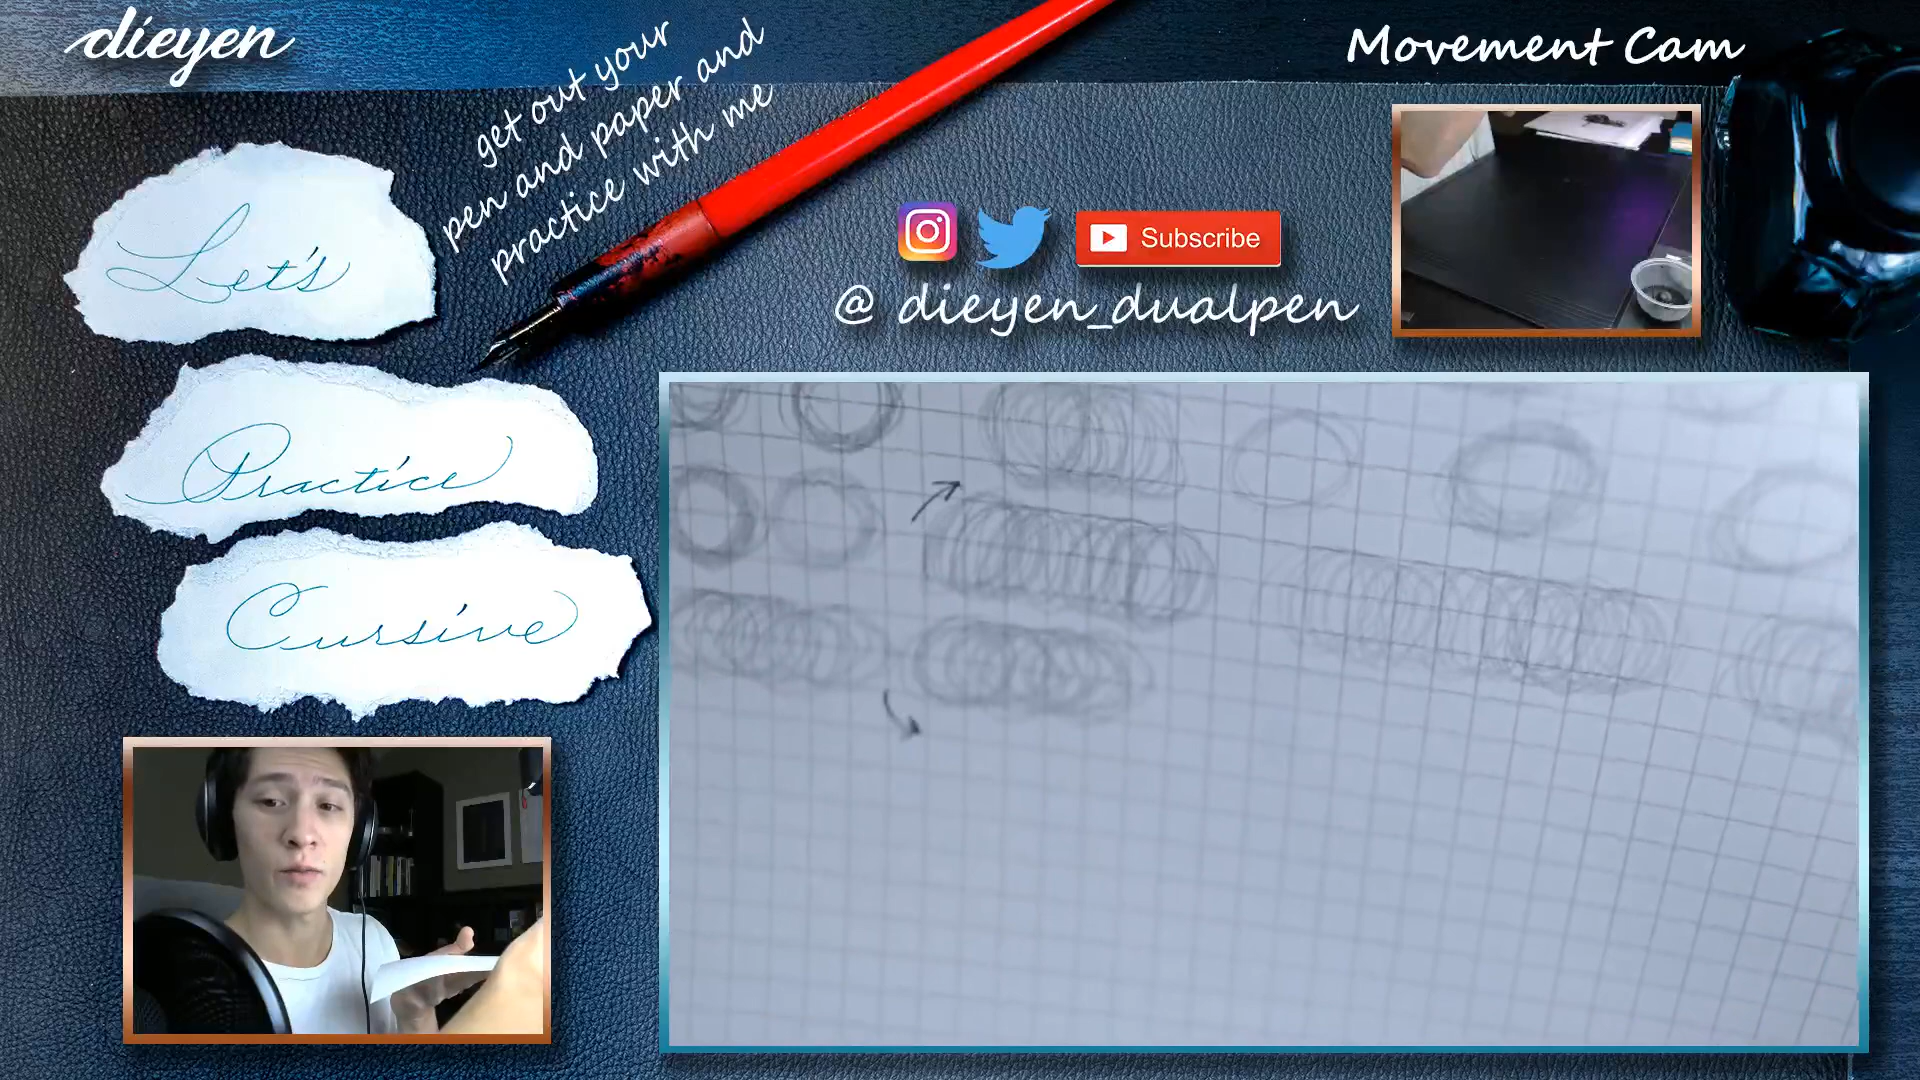 dieyen
get out your
pen and paper and
practice with me
Movement Cam
Let's
Subscribe
@ dieyen_dualpen
Practice
Cursive